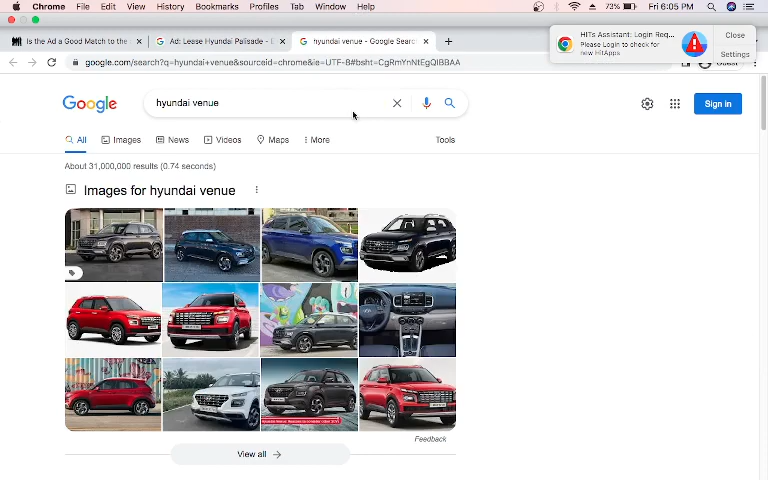 Chrome File Edit View History Bookmarks Profiles Tab Window Help 73% Fri 6:05 PM
Is the Ad a Good Match to the
Ad: Lease Hyundai Palisade - L
hyundai venue - Google Searc
HITs Assistant: Login Req...
Please Login to check for
new HitApps
Close
Settings
google.com/search?q=hyundai+venue&sourceid=chrome&ie=UTF-8#bsht=CgRmYnNtEgQIBBAA
Guest
Google
hyundai venue
Sign in
All Images News Videos Maps More Tools
About 31,000,000 results (0.74 seconds)
Images for hyundai venue
Feedback
View all